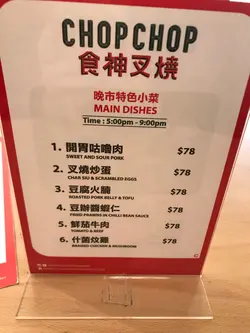 CHOPCHOP
食神叉燒
晚市特色小菜
MAIN DISHES
Time : 5:00pm - 9:00pm
1. 開胃咕嚕肉 $78
SWEET AND SOUR PORK
2. 叉燒炒蛋 $78
CHAR SIU & SCRAMBLED EGGS
3. 豆腐火腩 $78
ROASTED PORK BELLY & TOFU
4. 豆辦醬蝦仁 $78
FRIED PRAWNS IN CHILLI BEAN SAUCE
5. 鮮茄牛肉 $78
TOMATO & BEEF
6. 什菌炆雞 $78
BRAISED CHICKEN & MUSHROOM